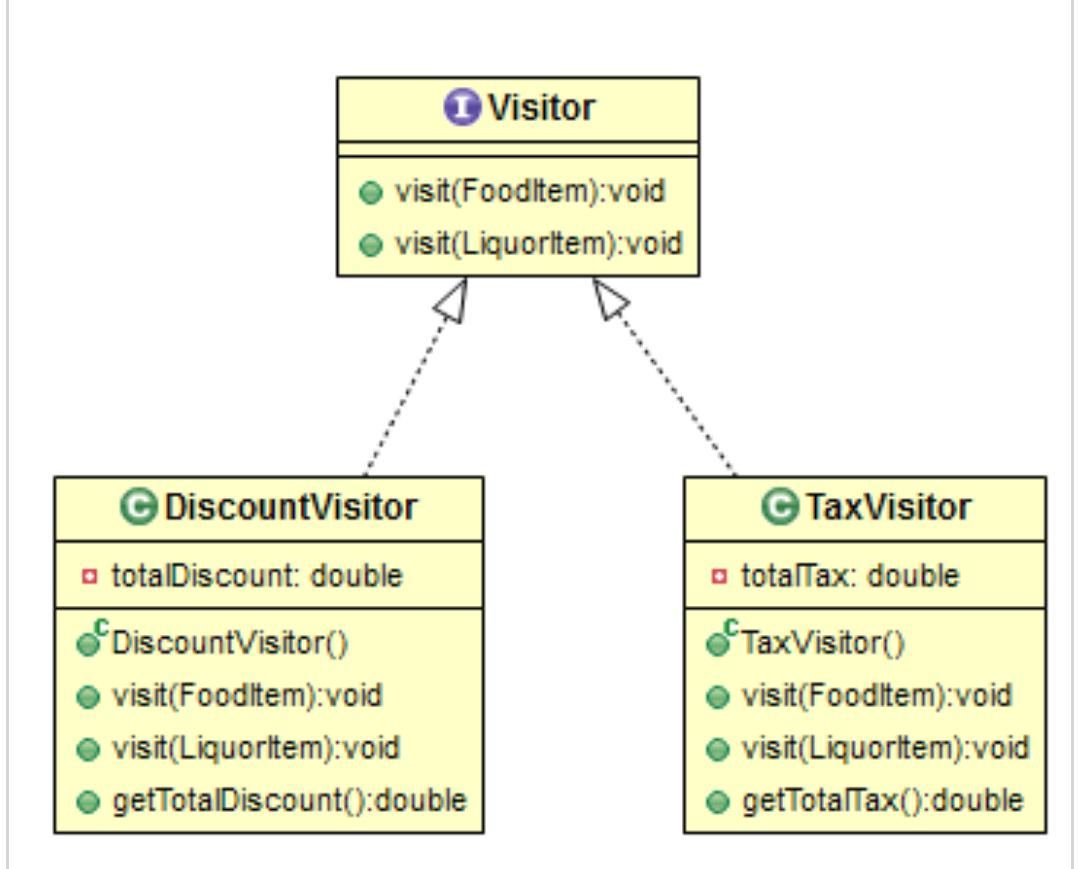 I Visitor
visit(FoodItem):void
visit(LiquorItem):void
C DiscountVisitor
totalDiscount: double
C DiscountVisitor()
visit(FoodItem):void
visit(LiquorItem):void
getTotalDiscount():double
C TaxVisitor
totalTax: double
C TaxVisitor()
visit(FoodItem):void
visit(LiquorItem):void
getTotalTax():double